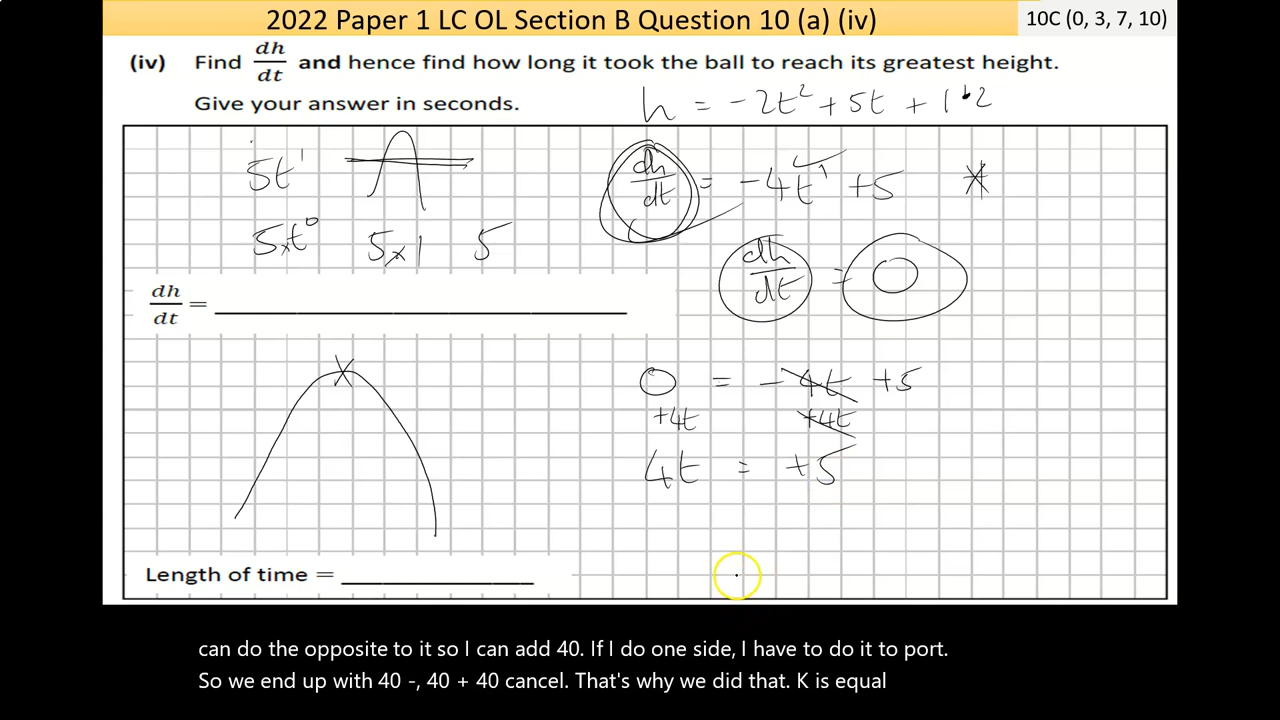 2022 Paper 1 LC OL Section B Question 10 (a) (iv)
10C (0, 3, 7, 10)
(iv) Find dh/dt and hence find how long it took the ball to reach its greatest height.
Give your answer in seconds.
h = -2t² + 5t + 1·2
5t¹
dh/dt = -4t¹ + 5 *
5×t⁰ 5×1 5
dh/dt = 0
dh/dt =
0 = -4t +5
+4t +4t
4t = +5
Length of time =
can do the opposite to it so I can add 40. If I do one side, I have to do it to port.
So we end up with 40 -, 40 + 40 cancel. That's why we did that. K is equal